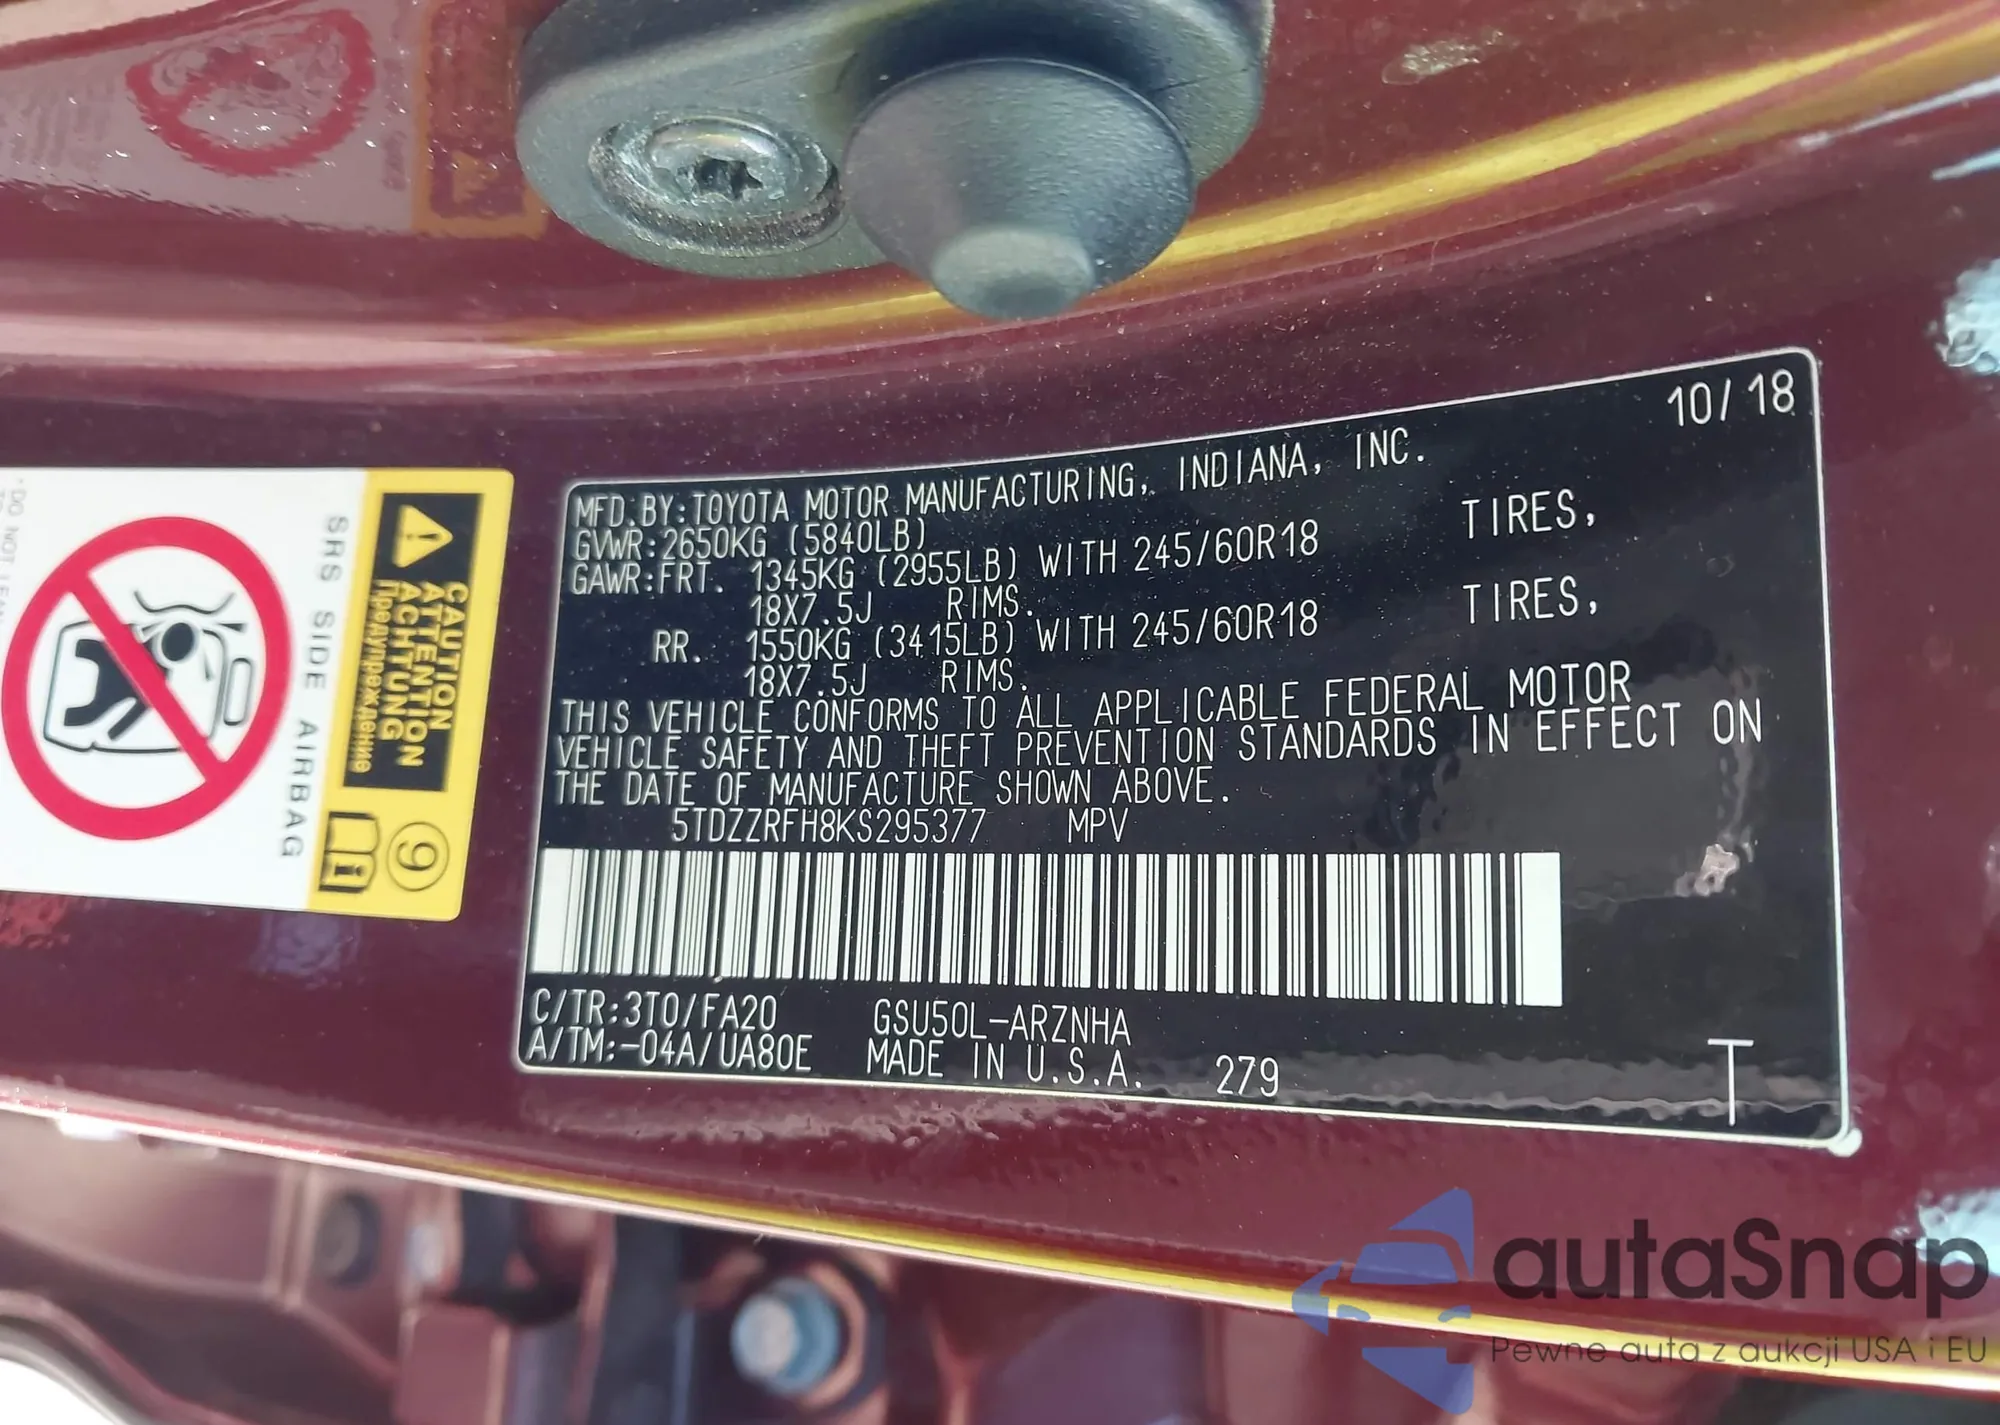 10/18
MFD.BY:TOYOTA MOTOR MANUFACTURING, INDIANA, INC.
GVWR:2650KG (5840LB)
GAWR:FRT. 1345KG (2955LB) WITH 245/60R18 TIRES,
18X7.5J RIMS.
RR. 1550KG (3415LB) WITH 245/60R18 TIRES,
18X7.5J RIMS.
THIS VEHICLE CONFORMS TO ALL APPLICABLE FEDERAL MOTOR
VEHICLE SAFETY AND THEFT PREVENTION STANDARDS IN EFFECT ON
THE DATE OF MANUFACTURE SHOWN ABOVE.
5TDZZRFH8KS295377 MPV
C/TR:3T0/FA20 GSU50L-ARZNHA
A/TM:-04A/UA80E MADE IN U.S.A. 279
T
CAUTION
ATTENTION
ACHTUNG
Предупреждение
9
SRS SIDE AIRBAG
DO NOT LEAN
autaSnap
Pewne auta z aukcji USA i EU